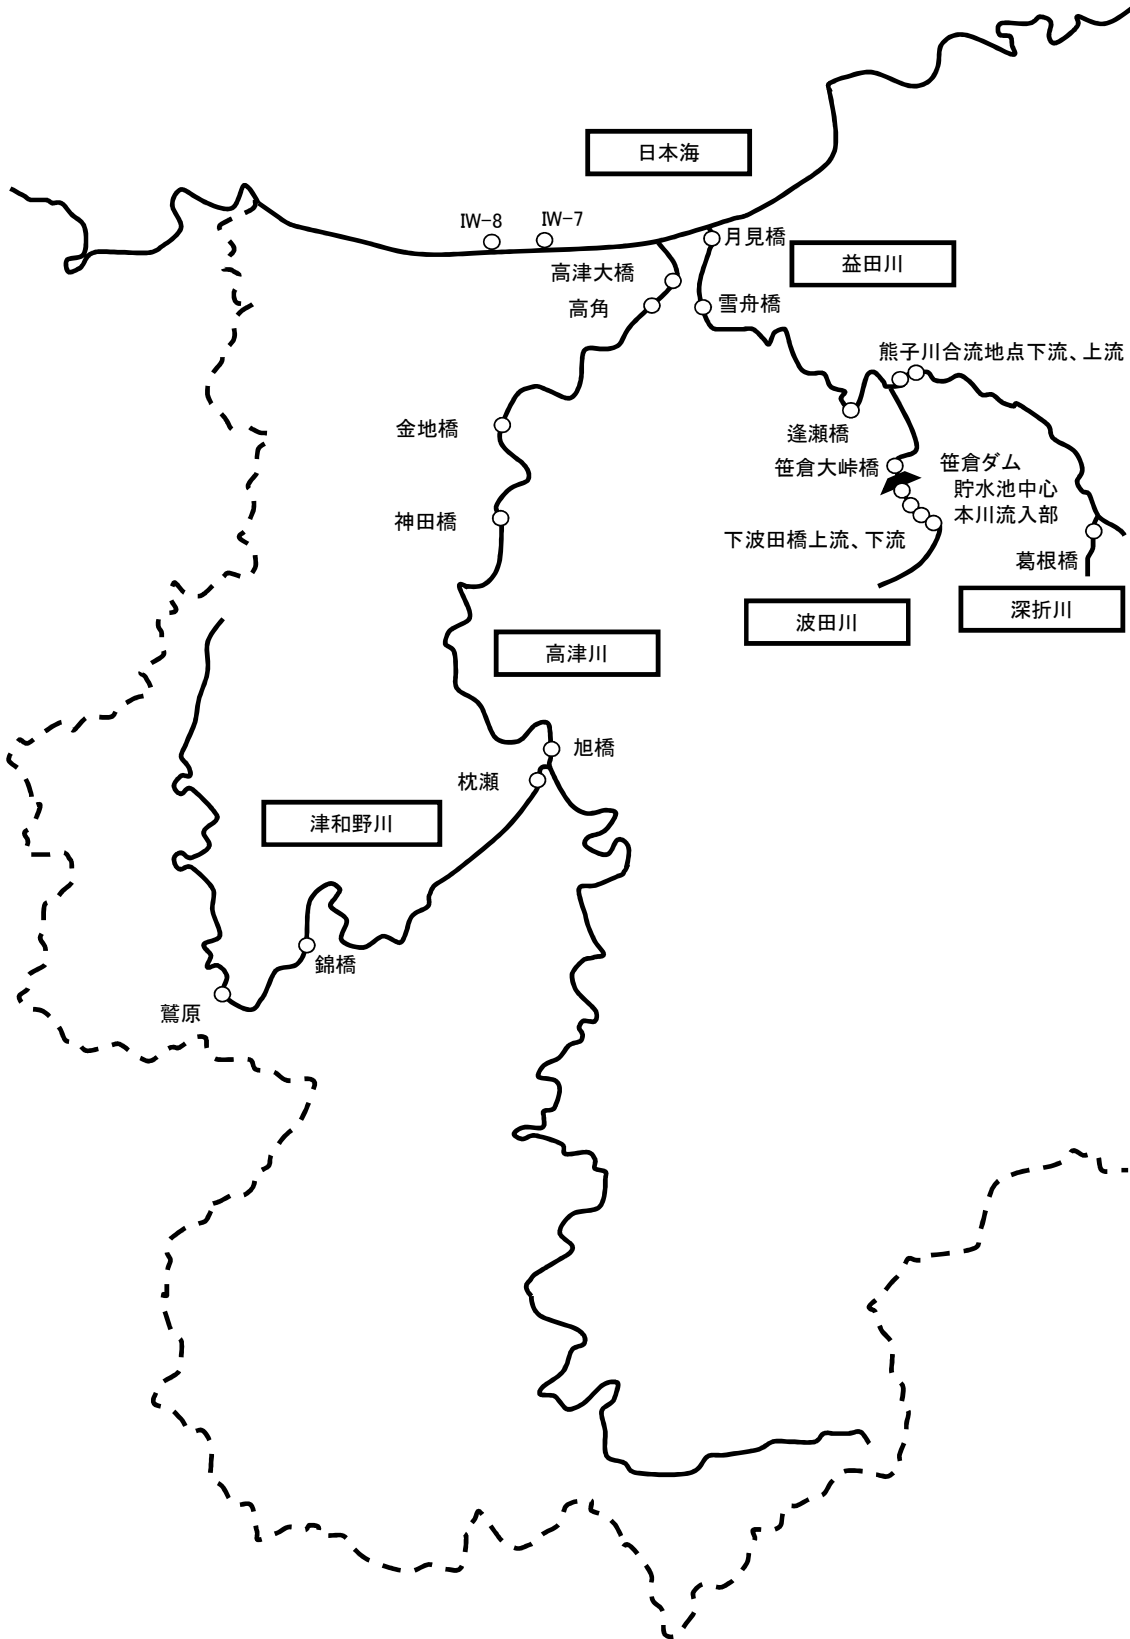 日本海
IW-8
IW-7
月見橋
益田川
高津大橋
高角
雪舟橋
熊子川合流地点下流、上流
金地橋
逢瀬橋
笹倉大峠橋
笹倉ダム
貯水池中心
本川流入部
神田橋
下波田橋上流、下流
葛根橋
深折川
波田川
高津川
旭橋
枕瀬
津和野川
錦橋
鷲原